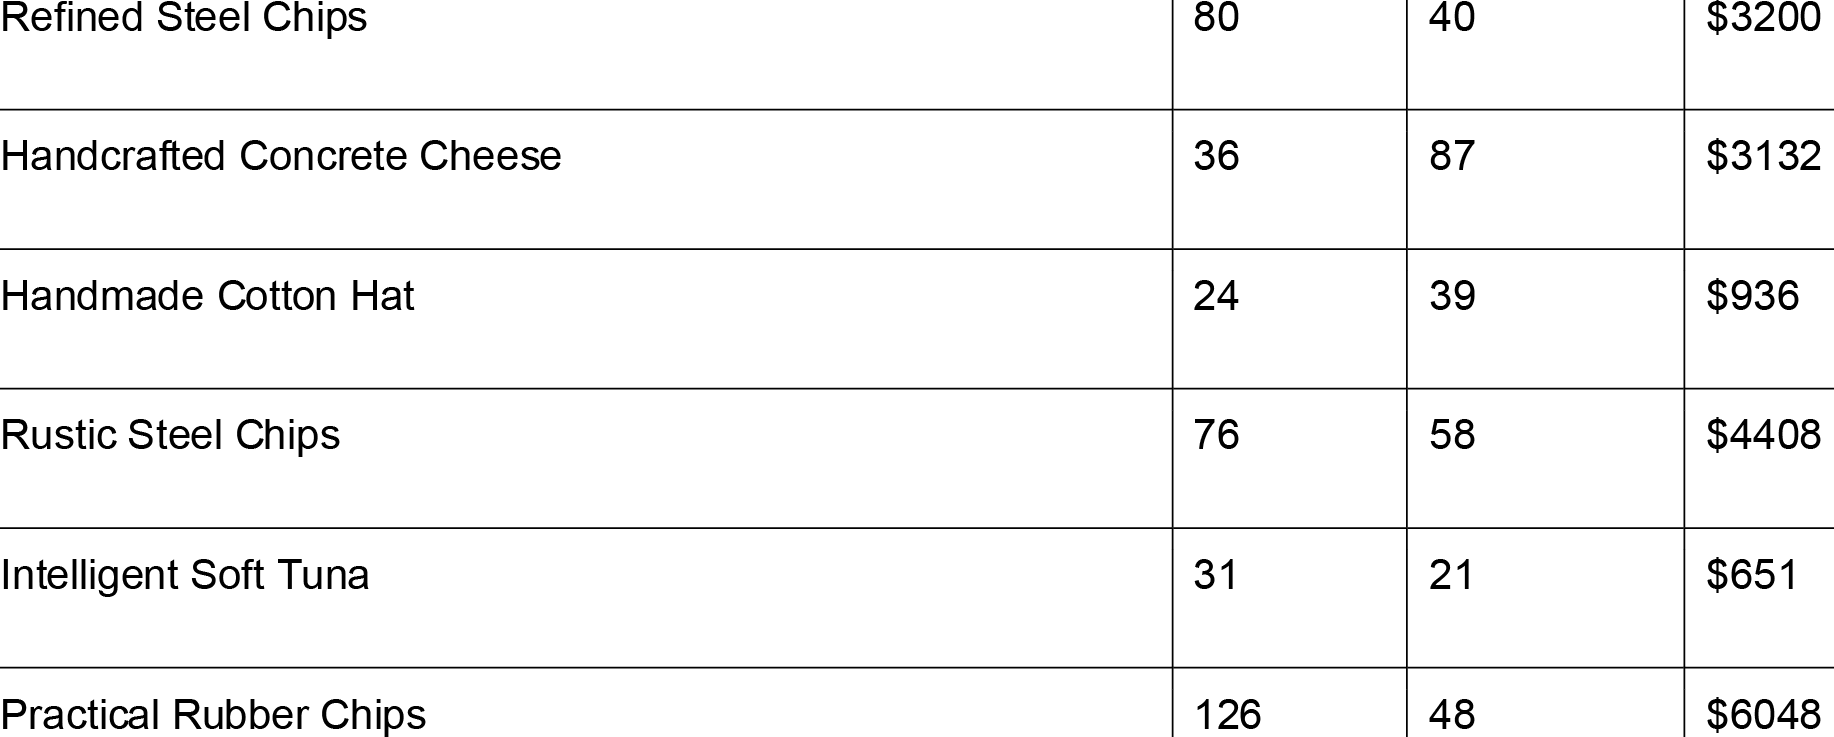 Refined Steel Chips 80 40 $3200
Handcrafted Concrete Cheese 36 87 $3132
Handmade Cotton Hat 24 39 $936
Rustic Steel Chips 76 58 $4408
Intelligent Soft Tuna 31 21 $651
Practical Rubber Chips 126 48 $6048